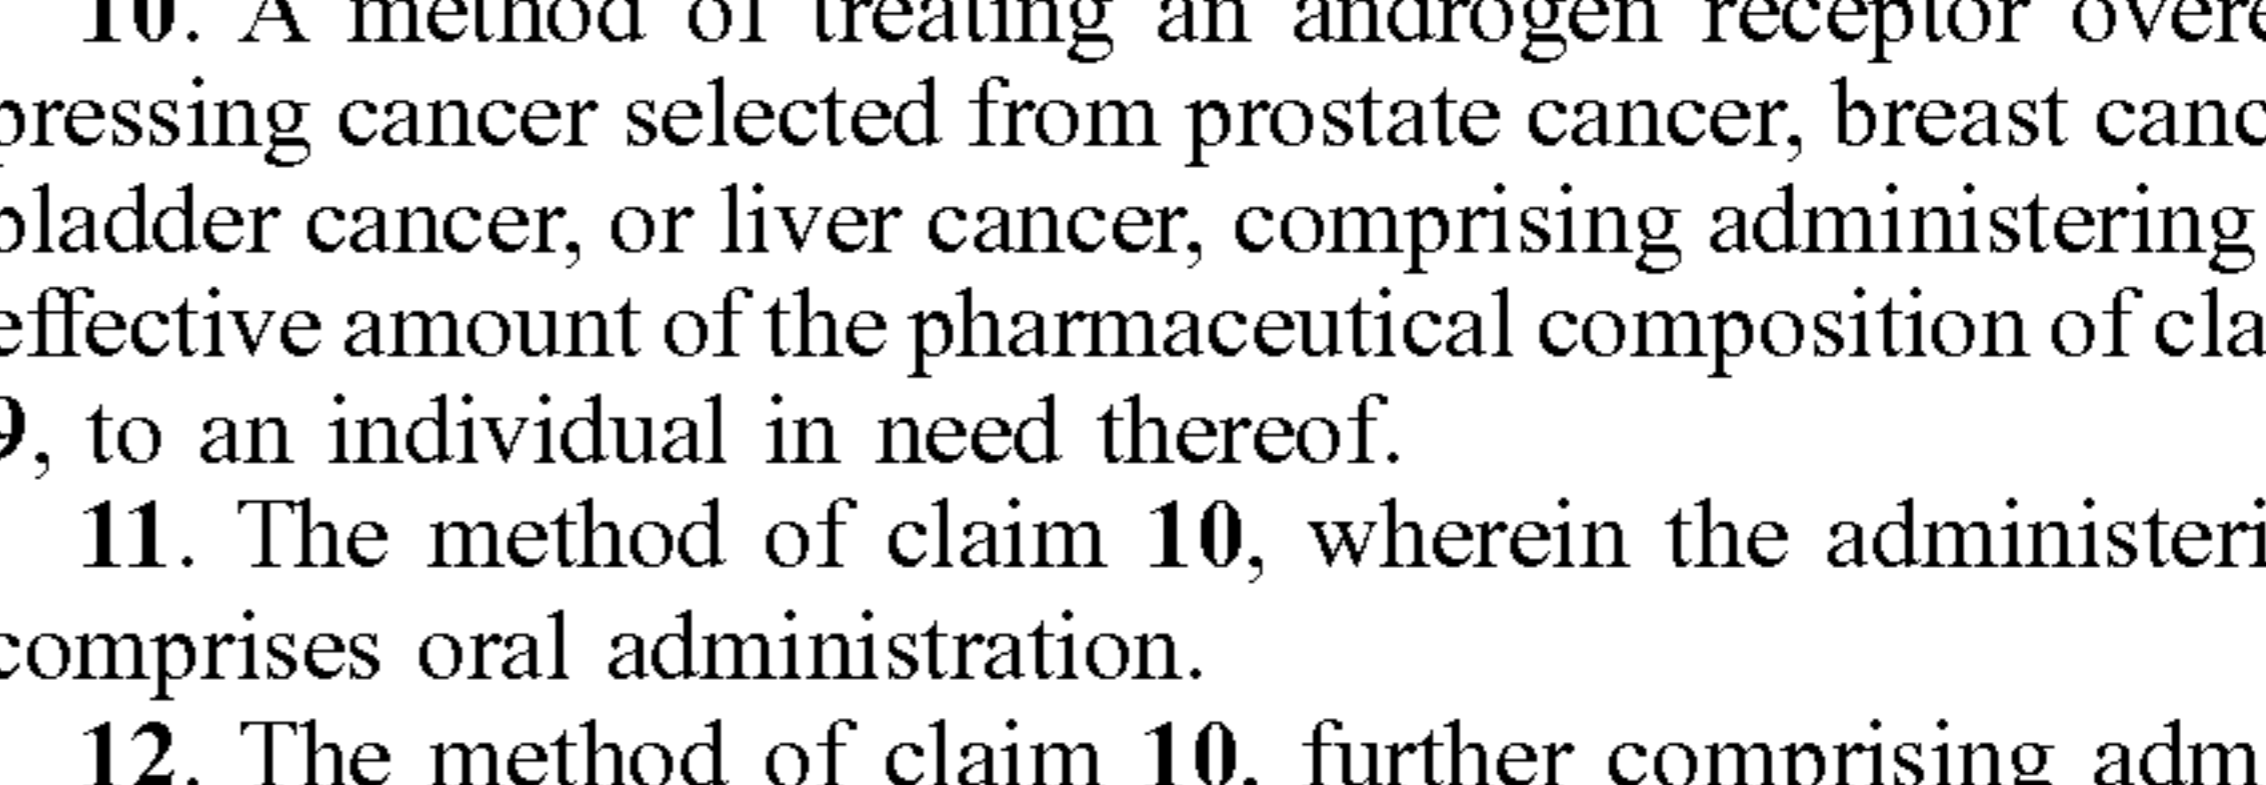 10. A method of treating an androgen receptor overe
pressing cancer selected from prostate cancer, breast canc
bladder cancer, or liver cancer, comprising administering
effective amount of the pharmaceutical composition of cla
9, to an individual in need thereof.
11. The method of claim 10, wherein the administeri
comprises oral administration.
12. The method of claim 10, further comprising adm